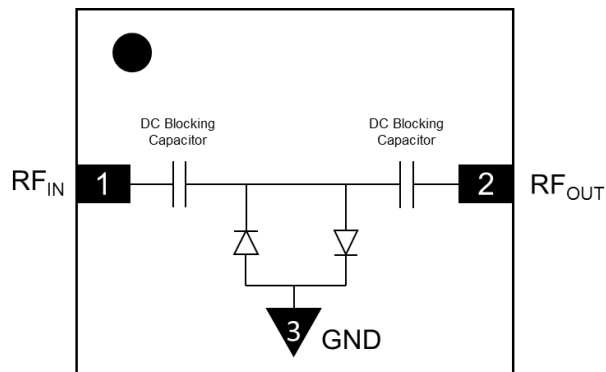 DC Blocking
Capacitor
DC Blocking
Capacitor
RFIN
1
2
RFOUT
3
GND